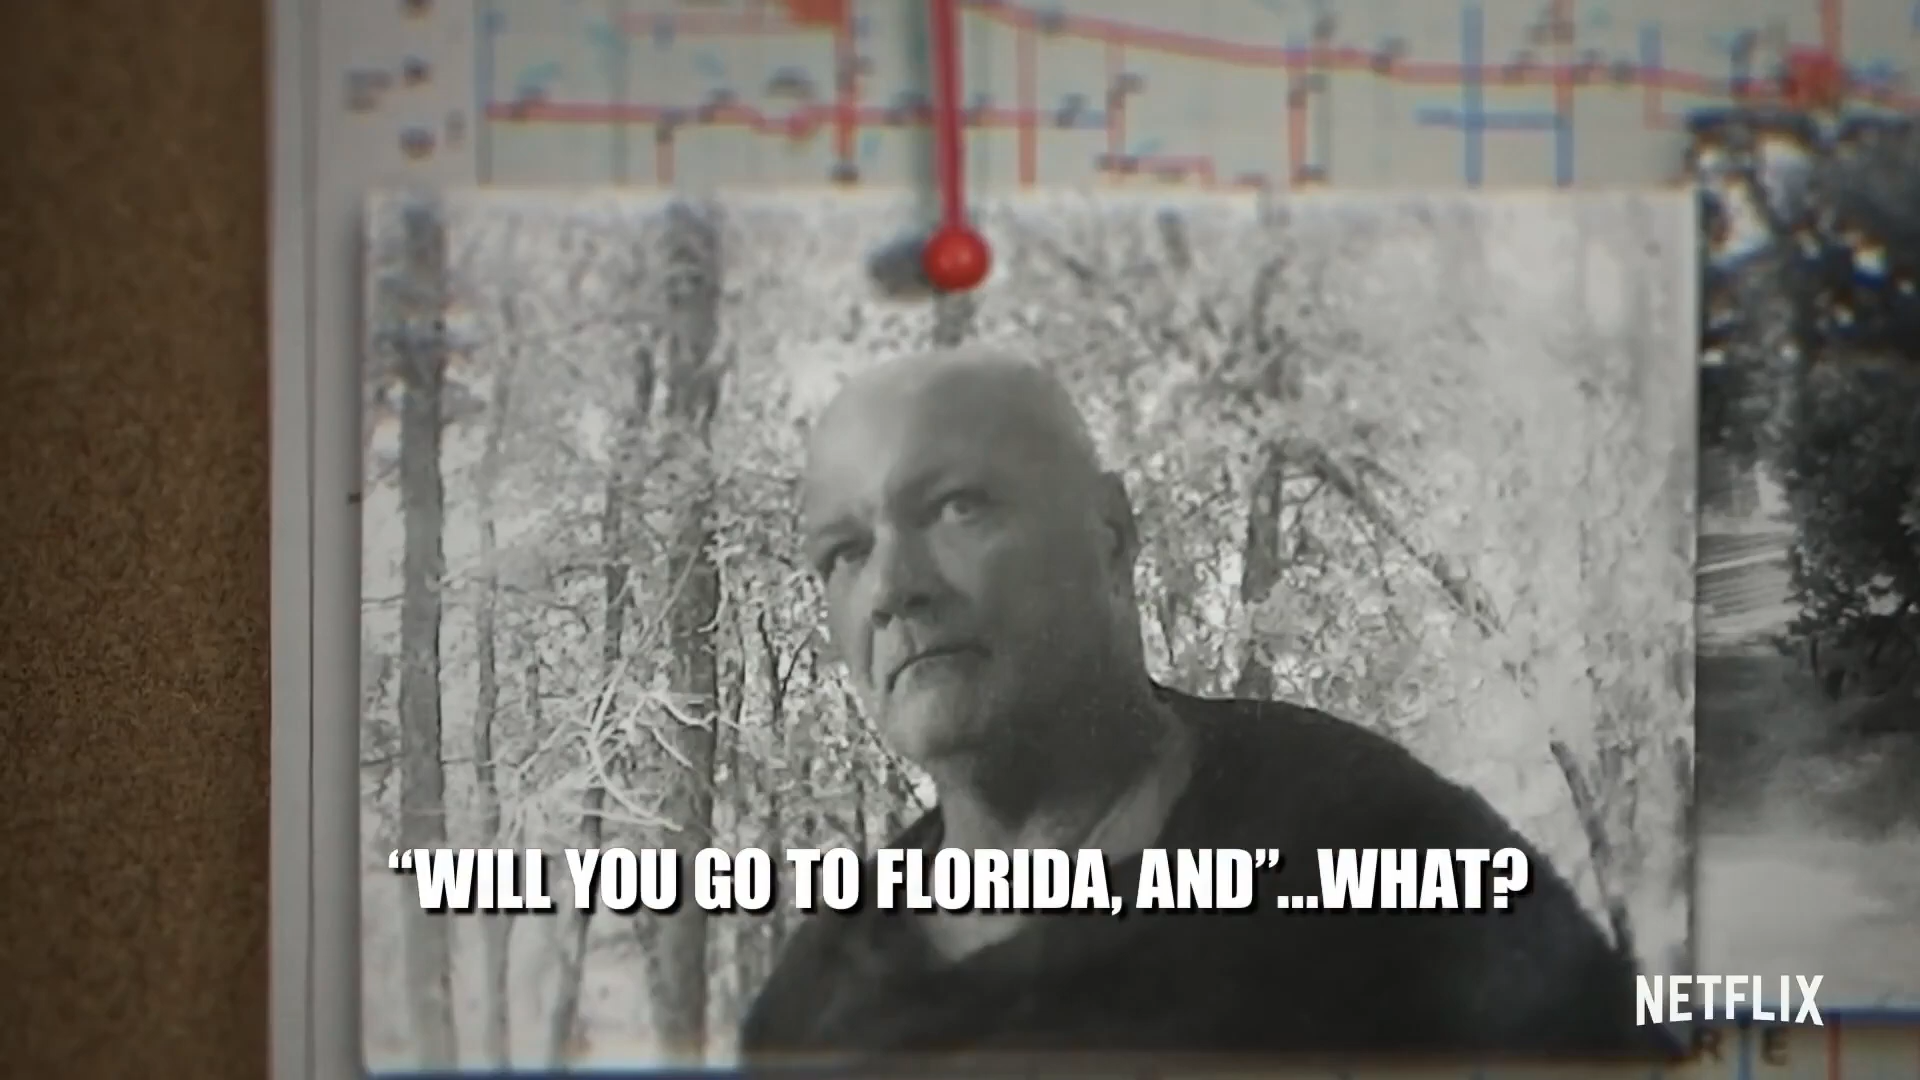 “WILL YOU GO TO FLORIDA, AND”...WHAT?
NETFLIX
R E